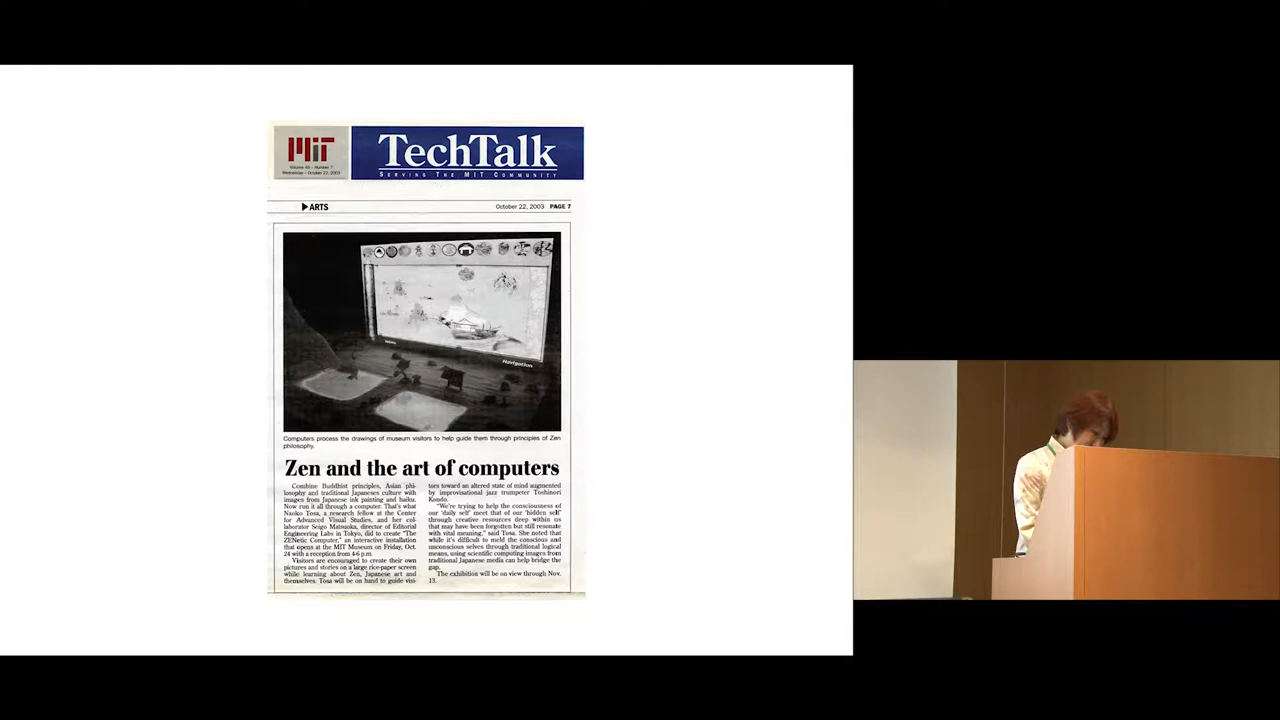 MIT
Volume 48 – Number 7
Wednesday – October 22, 2003
TechTalk
SERVING THE MIT COMMUNITY
ARTS
October 22, 2003 PAGE 7
Navigation
Computers process the drawings of museum visitors to help guide them through principles of Zen
philosophy.
Zen and the art of computers
Combine Buddhist principles, Asian phi-
losophy and traditional Japaneses culture with
images from Japanese ink painting and haiku.
Now run it all through a computer. That's what
Naoko Tosa, a research fellow at the Center
for Advanced Visual Studies, and her col-
laborator Seigo Matsuoka, director of Editorial
Engineering Labs in Tokyo, did to create "The
ZENetic Computer," an interactive installation
that opens at the MIT Museum on Friday, Oct.
24 with a reception from 4-6 p.m.
Visitors are encouraged to create their own
pictures and stories on a large rice-paper screen
while learning about Zen, Japanese art and
themselves. Tosa will be on hand to guide visi-
tors toward an altered state of mind augmented
by improvisational jazz trumpeter Toshinori
Kondo.
"We're trying to help the consciousness of
our 'daily self' meet that of our 'hidden self'
through creative resources deep within us
that may have been forgotten but still resonate
with vital meaning," said Tosa. She noted that
while it's difficult to meld the conscious and
unconscious selves through traditional logical
means, using scientific computing images from
traditional Japanese media can help bridge the
gap.
The exhibition will be on view through Nov.
13.